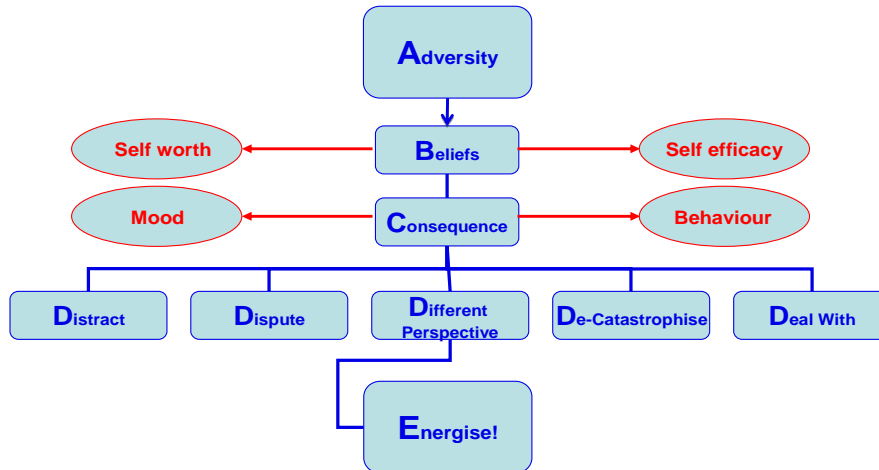 Adversity
Self worth
Beliefs
Self efficacy
Mood
Consequence
Behaviour
Distract
Dispute
Different
Perspective
De-Catastrophise
Deal With
Energise!